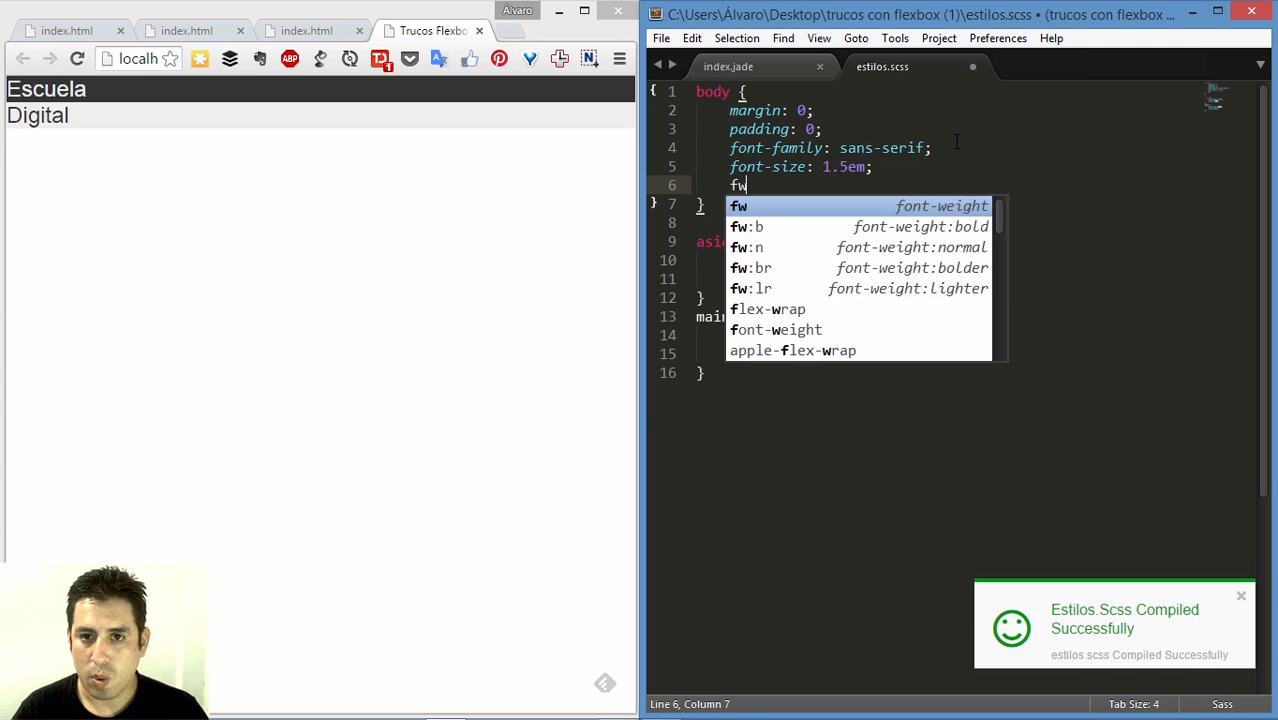 Alvaro
index.html
index.html
index.html
Trucos Flexbo
localh
ABP
1
Escuela
Digital
C:\Users\Álvaro\Desktop\trucos con flexbox (1)\estilos.scss • (trucos con flexbox ...
File Edit Selection Find View Goto Tools Project Preferences Help
index.jade
estilos.scss
{ 1 body {
2 margin: 0;
3 padding: 0;
4 font-family: sans-serif;
5 font-size: 1.5em;
6 fw
} 7 }
fw font-weight
fw:b font-weight:bold
fw:n font-weight:normal
fw:br font-weight:bolder
fw:lr font-weight:lighter
flex-wrap
font-weight
apple-flex-wrap
8
9 asid
10
11
12 }
13 main
14
15
16 }
Estilos.Scss Compiled
Successfully
estilos.scss Compiled Successfully
Line 6, Column 7
Tab Size: 4
Sass